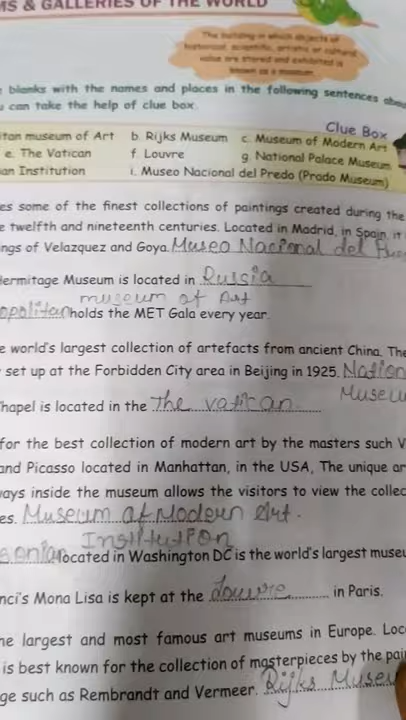 MS & GALLERIES OF THE WORLD
The building in which objects of
historical, scientific, artistic or cultural
value are stored and exhibited is
known as a museum.
blanks with the names and places in the following sentences abou
u can take the help of clue box.
Clue Box
itan museum of Art b. Rijks Museum c. Museum of Modern Art
e. The Vatican f. Louvre g. National Palace Museum
an Institution i. Museo Nacional del Predo (Prado Museum)
es some of the finest collections of paintings created during the
e twelfth and nineteenth centuries. Located in Madrid, in Spain, it
ings of Velazquez and Goya. Museo Nacional del
Hermitage Museum is located in Russia
museum of Art
opolitan holds the MET Gala every year.
e world's largest collection of artefacts from ancient China. The
set up at the Forbidden City area in Beijing in 1925. Nation
Museu
Chapel is located in the The vatican
for the best collection of modern art by the masters such V
and Picasso located in Manhattan, in the USA, The unique ar
ways inside the museum allows the visitors to view the collec
es. Museum of Modern Art.
Institution
sonian located in Washington DC is the world's largest museu
nci's Mona Lisa is kept at the Louvre in Paris.
he largest and most famous art museums in Europe. Loc
is best known for the collection of masterpieces by the pai
ge such as Rembrandt and Vermeer. Rijks Museu